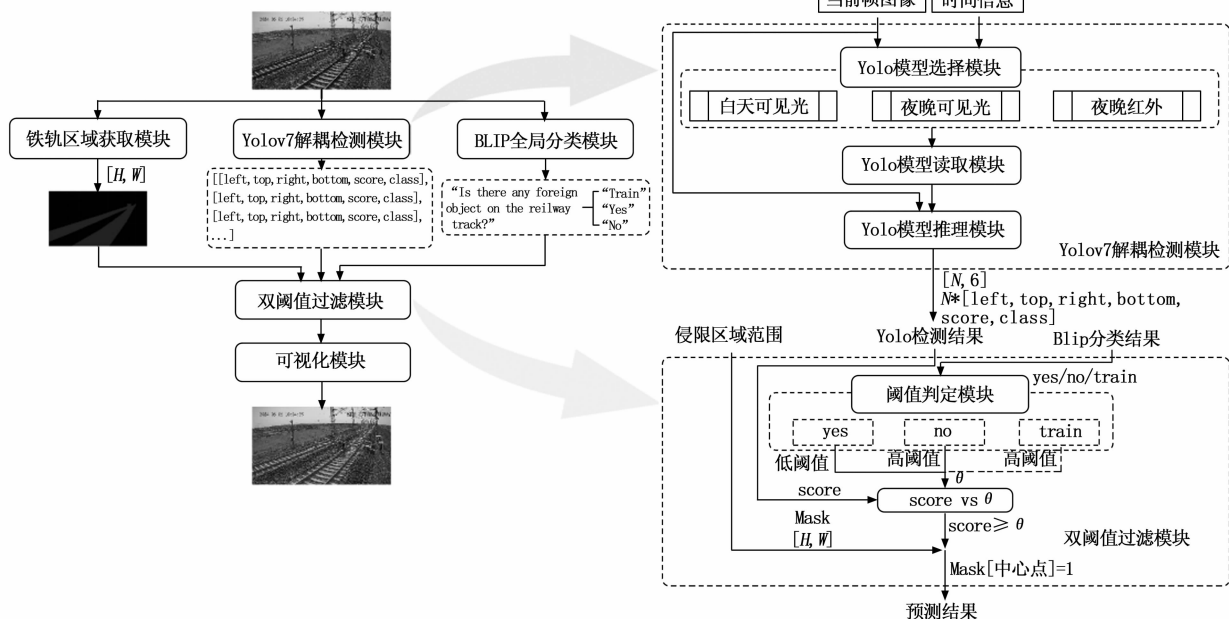 当前帧图像
时间信息
铁轨区域获取模块
Yolov7解耦检测模块
BLIP全局分类模块
[H,W]
[[left,top,right,bottom,score,class],
[left,top,right,bottom,score,class],
[left,top,right,bottom,score,class],
...]
“Is there any foreign
object on the reilway
track?”
“Train”
“Yes”
“No”
双阈值过滤模块
可视化模块
Yolo模型选择模块
白天可见光
夜晚可见光
夜晚红外
Yolo模型读取模块
Yolo模型推理模块
Yolov7解耦检测模块
[N,6]
N*[left,top,right,bottom,
score,class]
侵限区域范围
Yolo检测结果
Blip分类结果
yes/no/train
阈值判定模块
yes
no
train
低阈值
高阈值
高阈值
θ
score
score vs θ
Mask
[H,W]
score≥θ
双阈值过滤模块
Mask[中心点]=1
预测结果